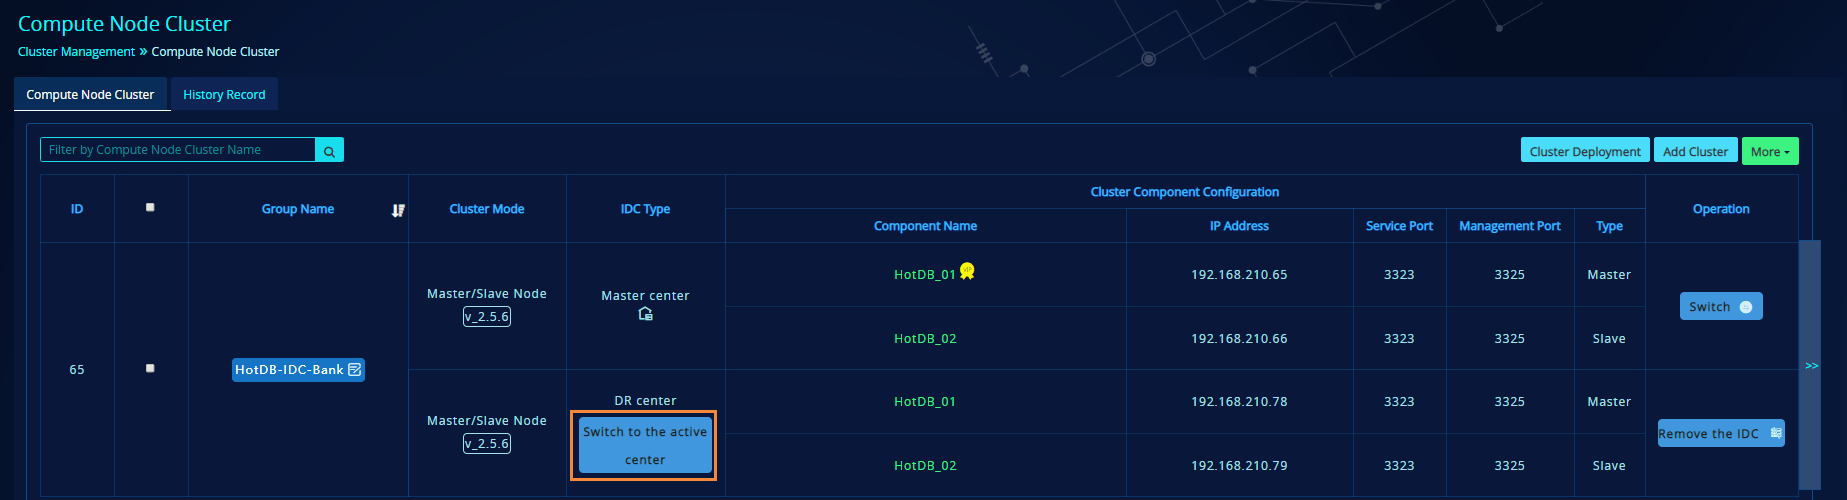 Compute Node Cluster
Cluster Management » Compute Node Cluster
Compute Node Cluster History Record
Filter by Compute Node Cluster Name Cluster Deployment Add Cluster More
ID Group Name Cluster Mode IDC Type Cluster Component Configuration Operation
Component Name IP Address Service Port Management Port Type
65 HotDB-IDC-Bank
Master/Slave Node
v_2.5.6
Master center
HotDB_01 192.168.210.65 3323 3325 Master
HotDB_02 192.168.210.66 3323 3325 Slave
Switch
Master/Slave Node
v_2.5.6
DR center
Switch to the active
center
HotDB_01 192.168.210.78 3323 3325 Master
HotDB_02 192.168.210.79 3323 3325 Slave
Remove the IDC
>>